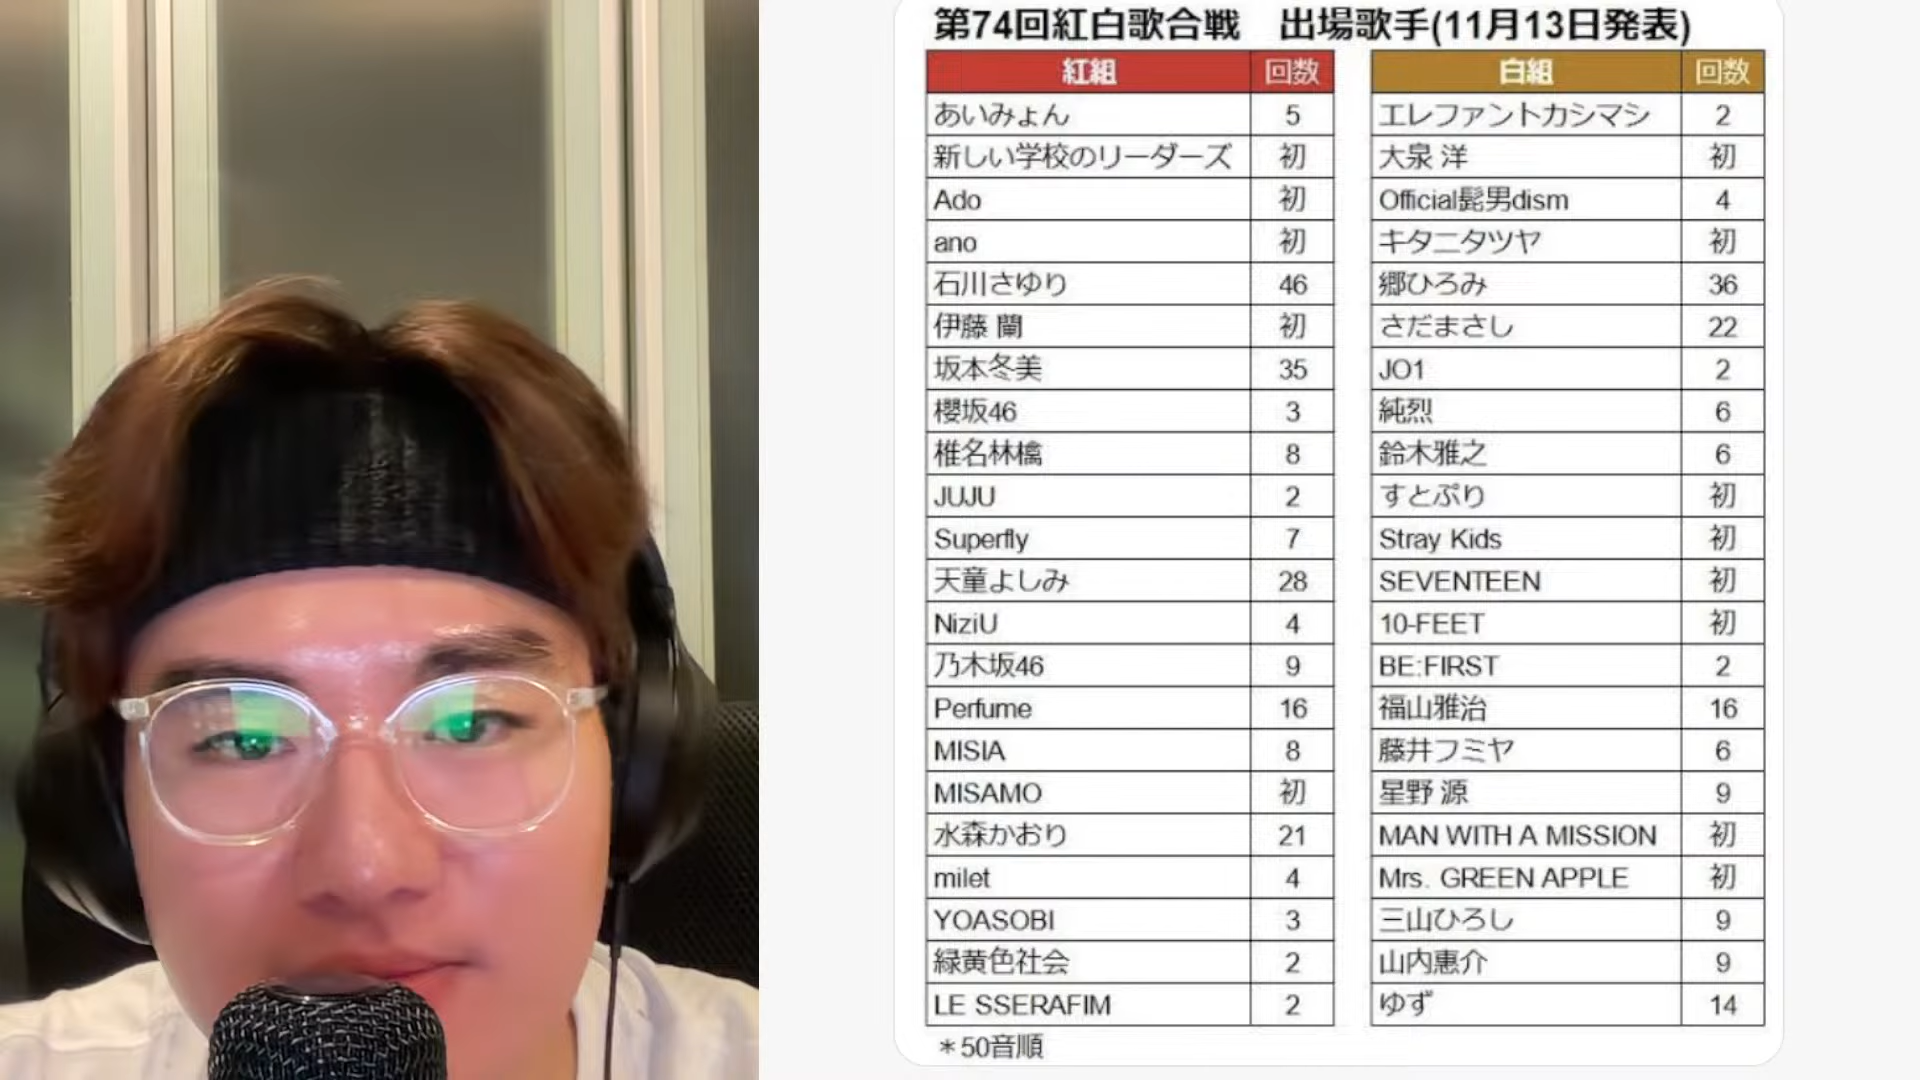 第74回紅白歌合戦 出場歌手(11月13日発表)
紅組 回数 白組 回数
あいみょん 5 エレファントカシマシ 2
新しい学校のリーダーズ 初 大泉 洋 初
Ado 初 Official髭男dism 4
ano 初 キタニタツヤ 初
石川さゆり 46 郷ひろみ 36
伊藤 蘭 初 さだまさし 22
坂本冬美 35 JO1 2
櫻坂46 3 純烈 6
椎名林檎 8 鈴木雅之 6
JUJU 2 すとぷり 初
Superfly 7 Stray Kids 初
天童よしみ 28 SEVENTEEN 初
NiziU 4 10-FEET 初
乃木坂46 9 BE:FIRST 2
Perfume 16 福山雅治 16
MISIA 8 藤井フミヤ 6
MISAMO 初 星野 源 9
水森かおり 21 MAN WITH A MISSION 初
milet 4 Mrs. GREEN APPLE 初
YOASOBI 3 三山ひろし 9
緑黄色社会 2 山内惠介 9
LE SSERAFIM 2 ゆず 14
＊50音順